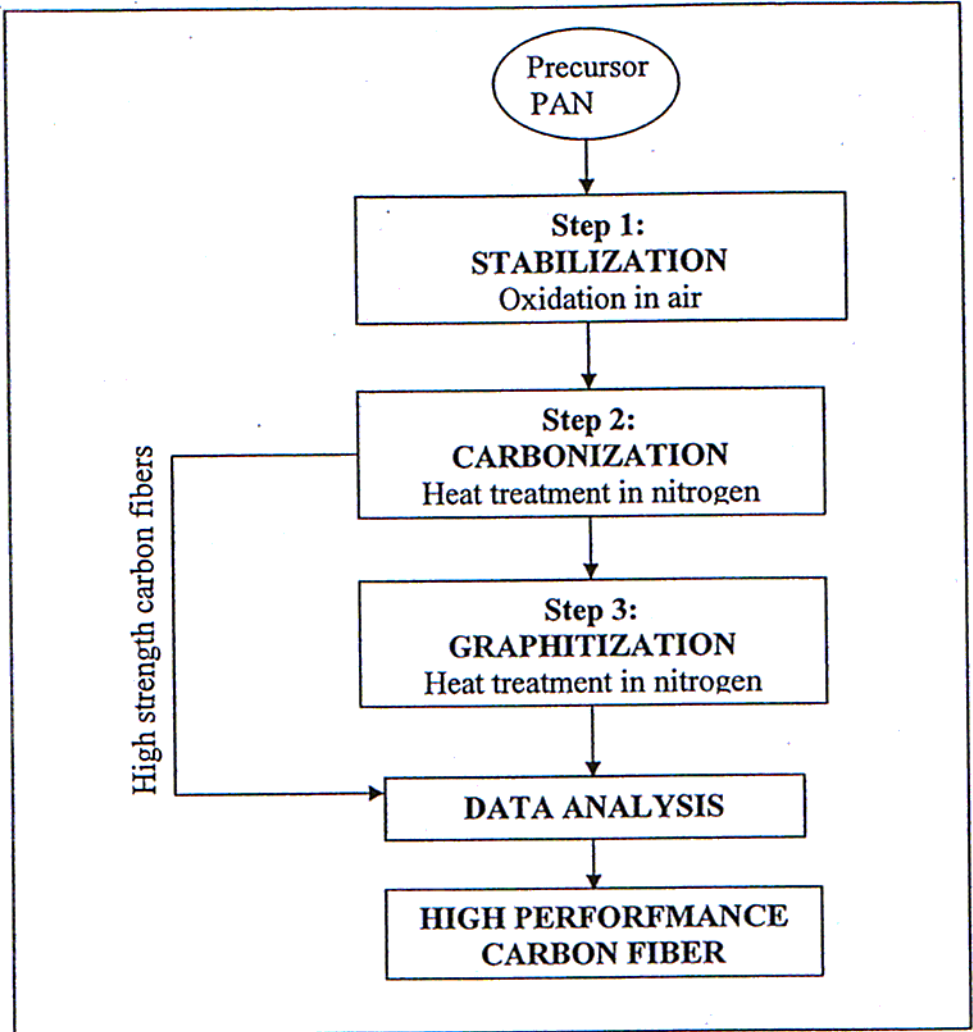 Precursor
PAN
Step 1:
STABILIZATION
Oxidation in air
Step 2:
CARBONIZATION
Heat treatment in nitrogen
High strength carbon fibers
Step 3:
GRAPHITIZATION
Heat treatment in nitrogen
DATA ANALYSIS
HIGH PERFORFMANCE
CARBON FIBER